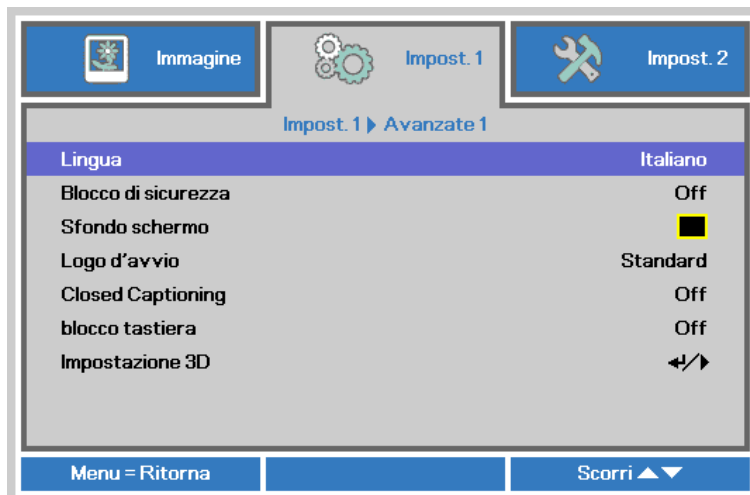 Immagine
Impost. 1
Impost. 2
Impost. 1 Avanzate 1
Lingua Italiano
Blocco di sicurezza Off
Sfondo schermo
Logo d'avvio Standard
Closed Captioning Off
blocco tastiera Off
Impostazione 3D
Menu = Ritorna
Scorri